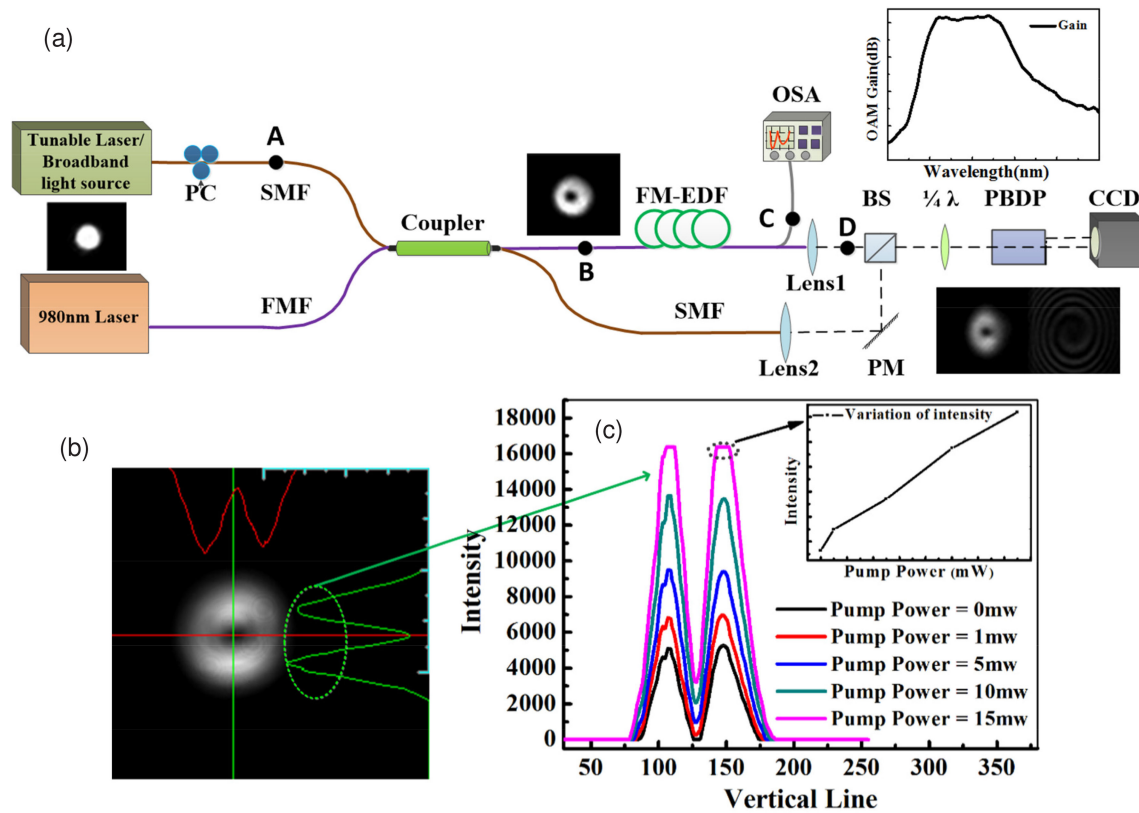 (a)
Tunable Laser/
Broadband
light source
PC
A
SMF
980nm Laser
FMF
Coupler
B
FM-EDF
OSA
C
Lens1
D
BS
¼ λ
PBDP
CCD
SMF
Lens2
PM
Gain
OAM Gain(dB)
Wavelength(nm)
(b)
(c)
18000
16000
14000
12000
10000
8000
6000
4000
2000
0
Intensity
50
100
150
200
250
300
350
Vertical Line
Variation of intensity
Intensity
Pump Power (mW)
Pump Power = 0mw
Pump Power = 1mw
Pump Power = 5mw
Pump Power = 10mw
Pump Power = 15mw